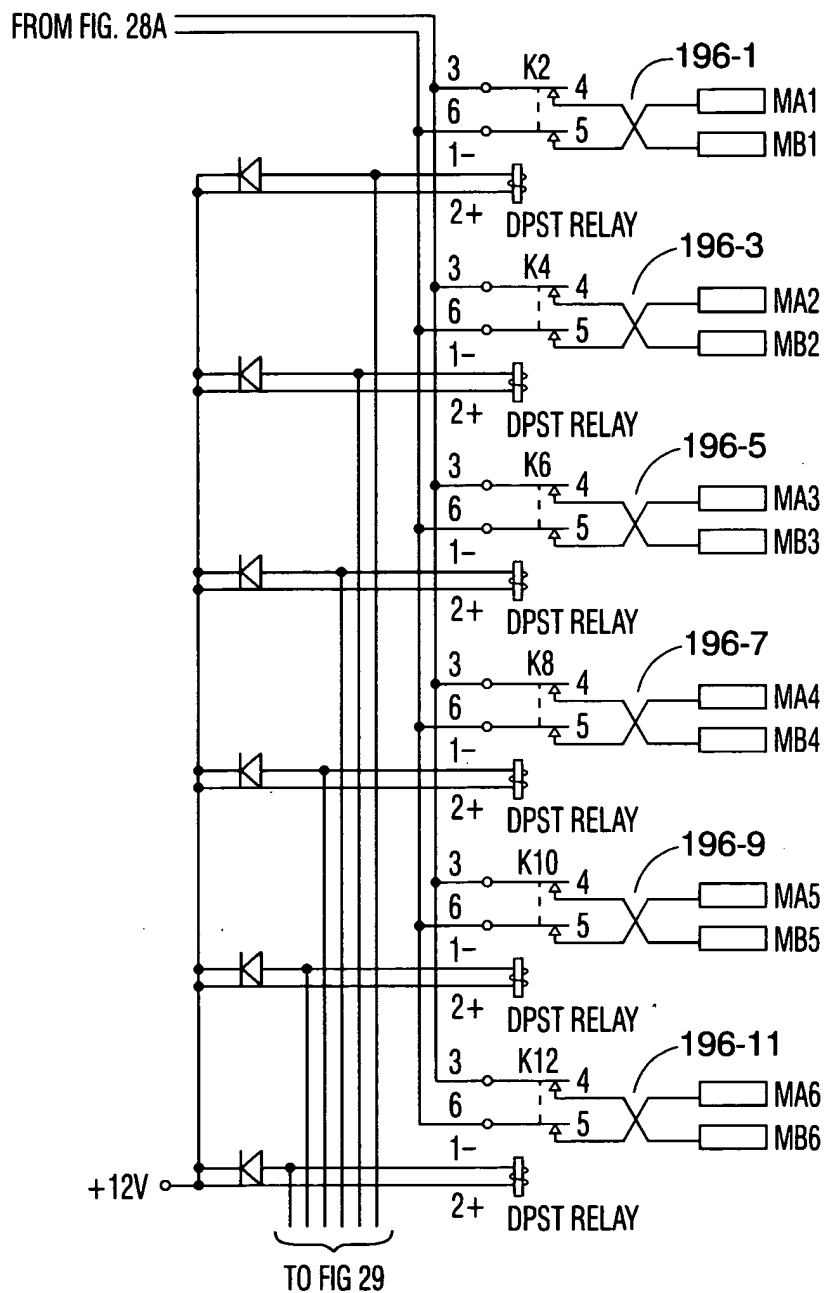 FROM FIG. 28A
196-1
3 K2 4 MA1
6 5 MB1
1-
2+ DPST RELAY
196-3
3 K4 4 MA2
6 5 MB2
1-
2+ DPST RELAY
196-5
3 K6 4 MA3
6 5 MB3
1-
2+ DPST RELAY
196-7
3 K8 4 MA4
6 5 MB4
1-
2+ DPST RELAY
196-9
3 K10 4 MA5
6 5 MB5
1-
2+ DPST RELAY
196-11
3 K12 4 MA6
6 5 MB6
1-
+12V 2+ DPST RELAY
TO FIG 29